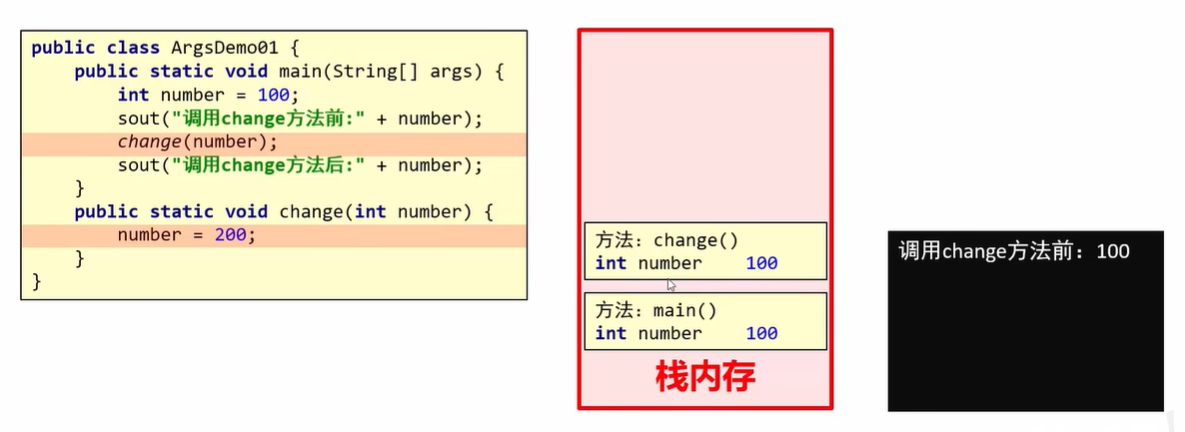 public class ArgsDemo01 {
public static void main(String[] args) {
int number = 100;
sout("调用change方法前:" + number);
change(number);
sout("调用change方法后:" + number);
}
public static void change(int number) {
number = 200;
}
}
方法：change()
int number 100
方法：main()
int number 100
栈内存
调用change方法前：100